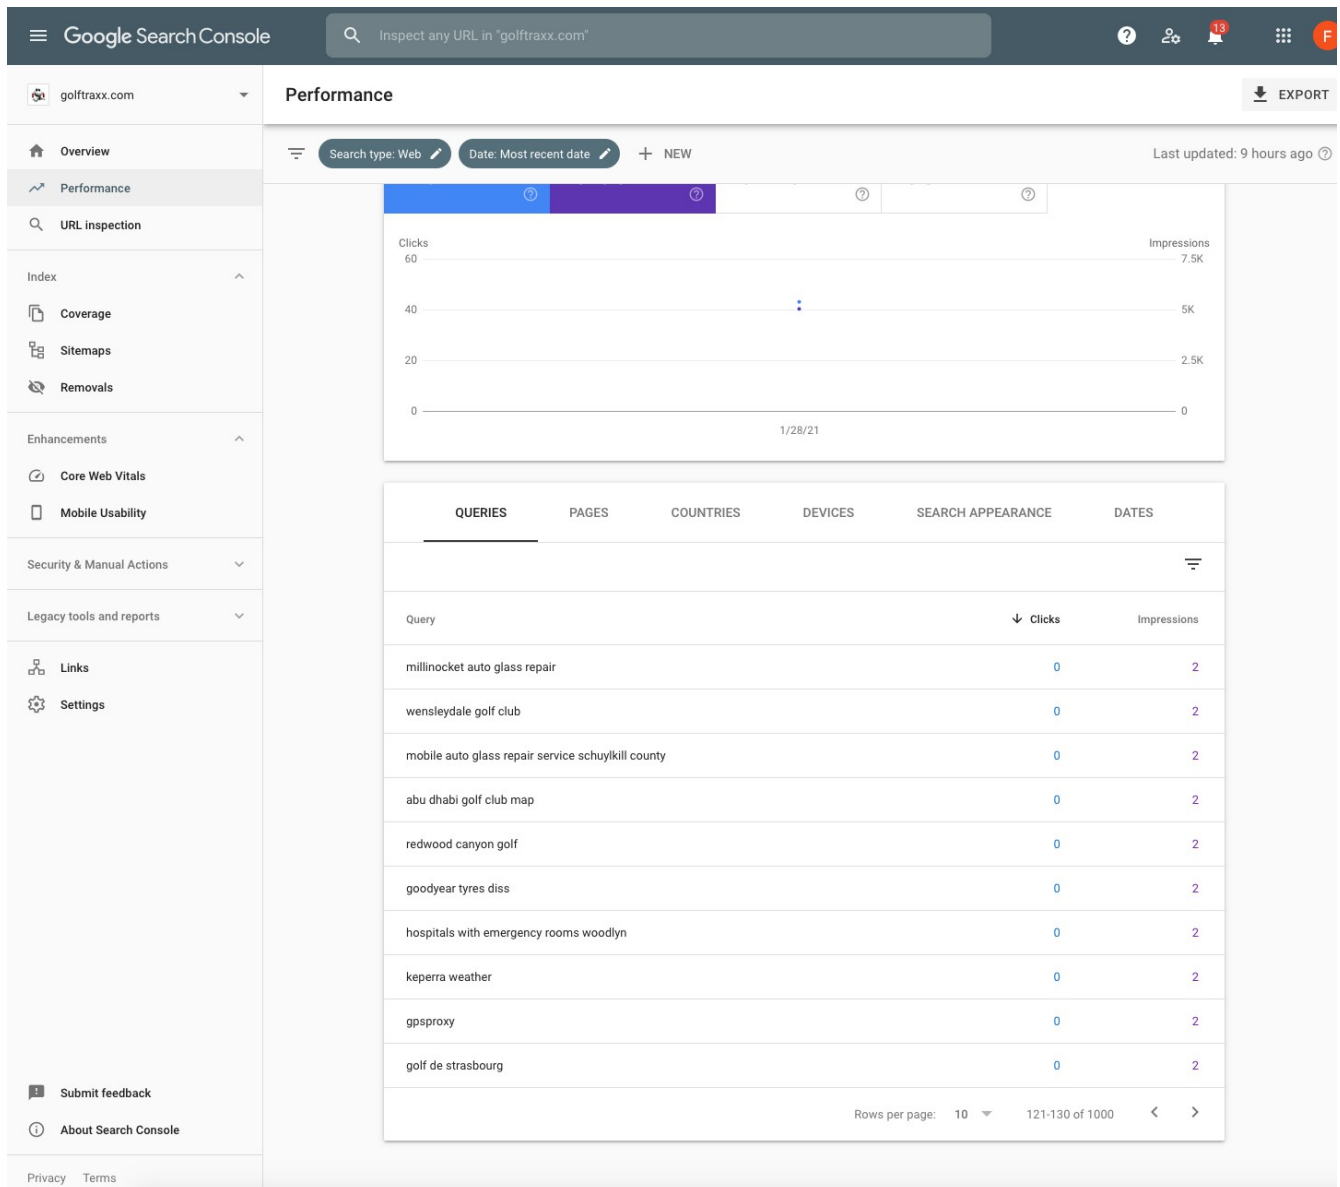 Google Search Console
Inspect any URL in "golftraxx.com"
13
F
golftraxx.com
Performance
EXPORT
Overview
Performance
URL inspection
Index
Coverage
Sitemaps
Removals
Enhancements
Core Web Vitals
Mobile Usability
Security & Manual Actions
Legacy tools and reports
Links
Settings
Submit feedback
About Search Console
Privacy Terms
Search type: Web
Date: Most recent date
NEW
Last updated: 9 hours ago
Clicks Impressions
60 7.5K
40 5K
20 2.5K
0 0
1/28/21
QUERIES PAGES COUNTRIES DEVICES SEARCH APPEARANCE DATES
Query Clicks Impressions
millinocket auto glass repair 0 2
wensleydale golf club 0 2
mobile auto glass repair service schuylkill county 0 2
abu dhabi golf club map 0 2
redwood canyon golf 0 2
goodyear tyres diss 0 2
hospitals with emergency rooms woodlyn 0 2
keperra weather 0 2
gpsproxy 0 2
golf de strasbourg 0 2
Rows per page: 10 121-130 of 1000